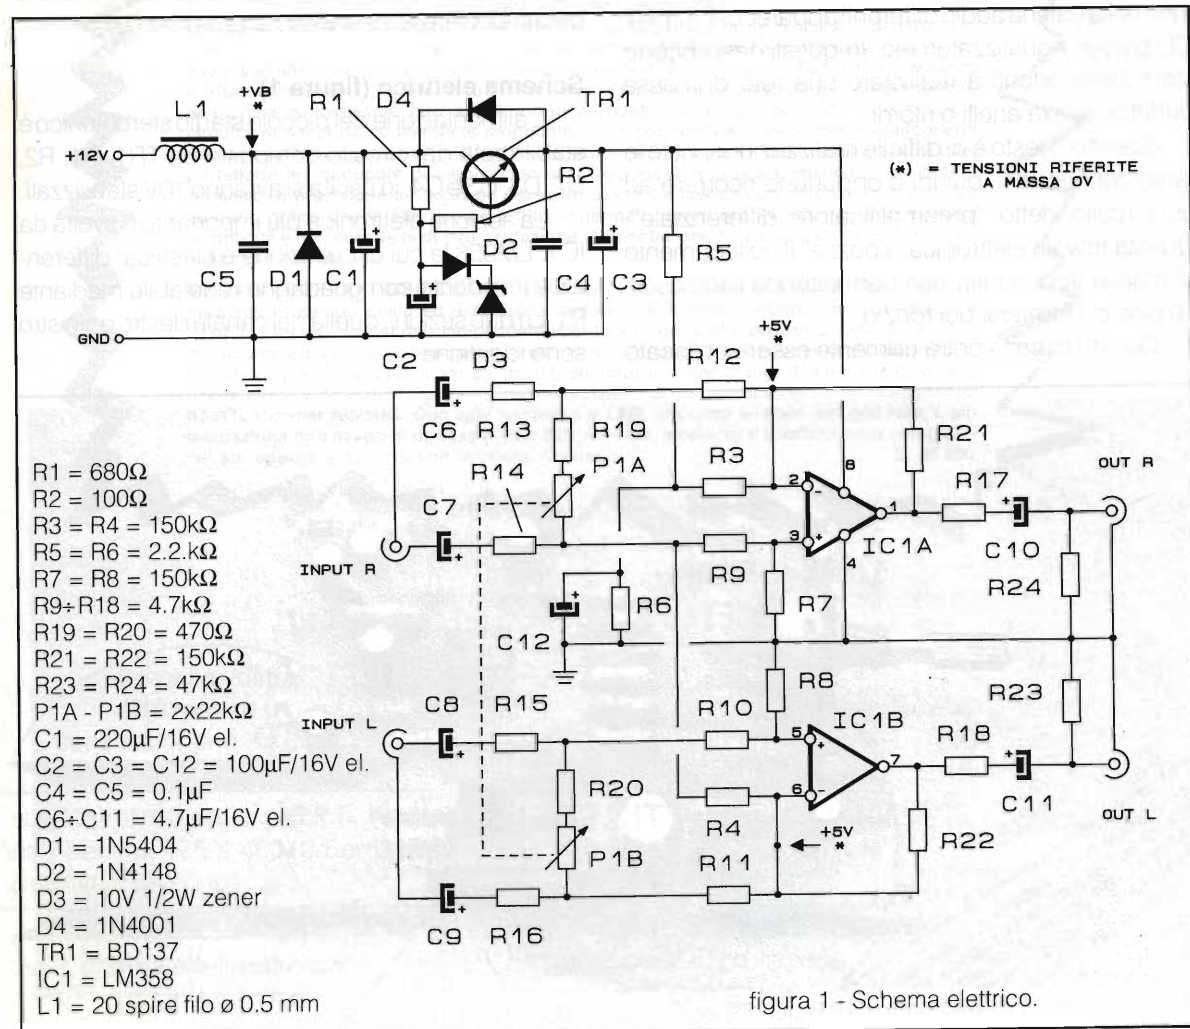 Schema elettrico (figura 1)
+VB
*
L1
R1
D4
TR1
+12V
R2
(*) = TENSIONI RIFERITE
A MASSA 0V
C5
D1
C1
D2
C4
C3
R5
GND
C2
D3
R12
+5V
*
C6
R13
R19
R21
OUT R
R14
P1A
R3
R17
2
-
8
1
C7
3
+
4
IC1A
C10
INPUT R
R9
R24
R6
R7
C12
R8
R23
INPUT L
C8
R15
R10
IC1B
5
+
R18
7
R20
6
-
C11
R4
OUT L
+5V
*
R22
P1B
R11
C9
R16
R1 = 680Ω
R2 = 100Ω
R3 = R4 = 150kΩ
R5 = R6 = 2.2.kΩ
R7 = R8 = 150kΩ
R9÷R18 = 4.7kΩ
R19 = R20 = 470Ω
R21 = R22 = 150kΩ
R23 = R24 = 47kΩ
P1A - P1B = 2x22kΩ
C1 = 220µF/16V el.
C2 = C3 = C12 = 100µF/16V el.
C4 = C5 = 0.1µF
C6÷C11 = 4.7µF/16V el.
D1 = 1N5404
D2 = 1N4148
D3 = 10V 1/2W zener
D4 = 1N4001
TR1 = BD137
IC1 = LM358
L1 = 20 spire filo ø 0.5 mm
figura 1 - Schema elettrico.